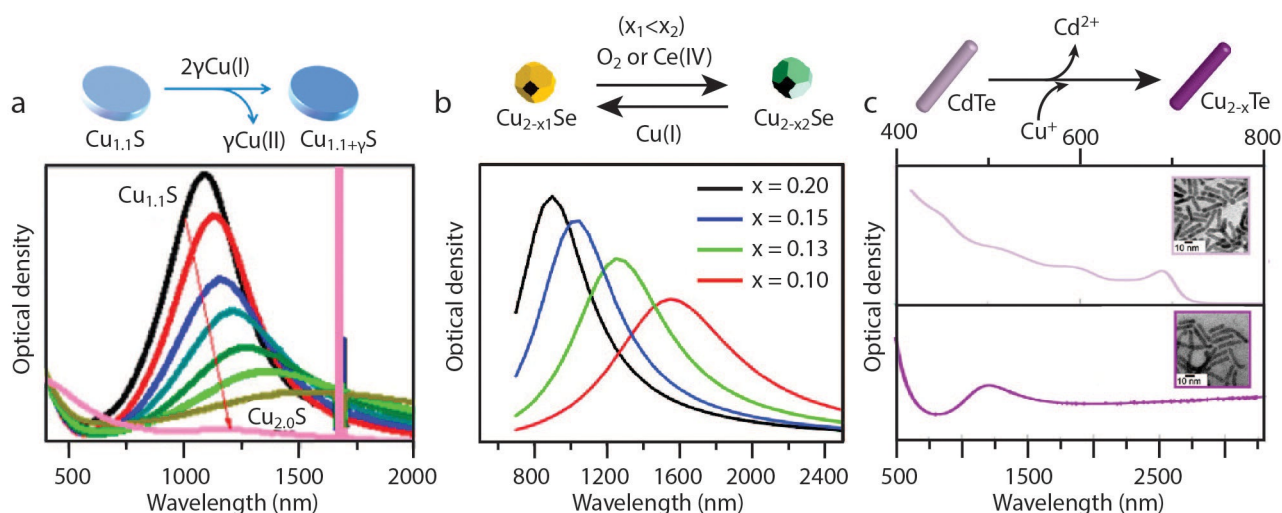 a
2γCu(I)
Cu₁.₁S
γCu(II)
Cu₁.₁₊γS
Optical density
Cu₁.₁S
Cu₂.₀S
500 1000 1500 2000
Wavelength (nm)
b
(x₁<x₂)
O₂ or Ce(IV)
Cu₂₋ₓ₁Se
Cu(I)
Cu₂₋ₓ₂Se
Optical density
x = 0.20
x = 0.15
x = 0.13
x = 0.10
800 1200 1600 2000 2400
Wavelength (nm)
c
Cd²⁺
CdTe
Cu⁺
Cu₂₋ₓTe
400 600 800
Optical density
10 nm
10 nm
500 1500 2500
Wavelength (nm)